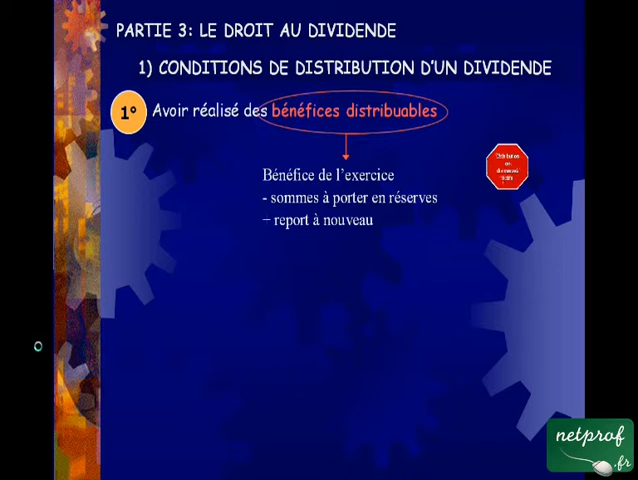 PARTIE 3: LE DROIT AU DIVIDENDE
1) CONDITIONS DE DISTRIBUTION D'UN DIVIDENDE
1° Avoir réalisé des bénéfices distribuables
Bénéfice de l'exercice
- sommes à porter en réserves
+ report à nouveau
netprof
.fr